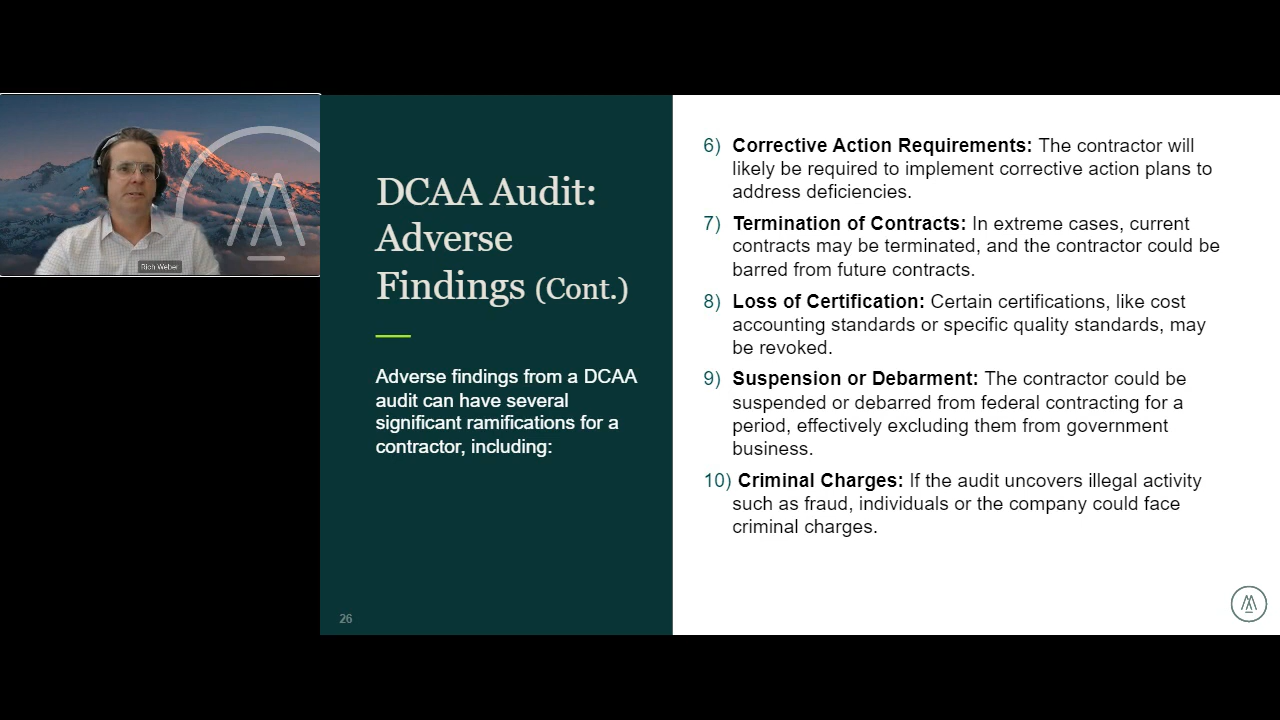 Rich Weber
DCAA Audit:
Adverse
Findings (Cont.)
Adverse findings from a DCAA
audit can have several
significant ramifications for a
contractor, including:
26
6) Corrective Action Requirements: The contractor will
likely be required to implement corrective action plans to
address deficiencies.
7) Termination of Contracts: In extreme cases, current
contracts may be terminated, and the contractor could be
barred from future contracts.
8) Loss of Certification: Certain certifications, like cost
accounting standards or specific quality standards, may
be revoked.
9) Suspension or Debarment: The contractor could be
suspended or debarred from federal contracting for a
period, effectively excluding them from government
business.
10) Criminal Charges: If the audit uncovers illegal activity
such as fraud, individuals or the company could face
criminal charges.